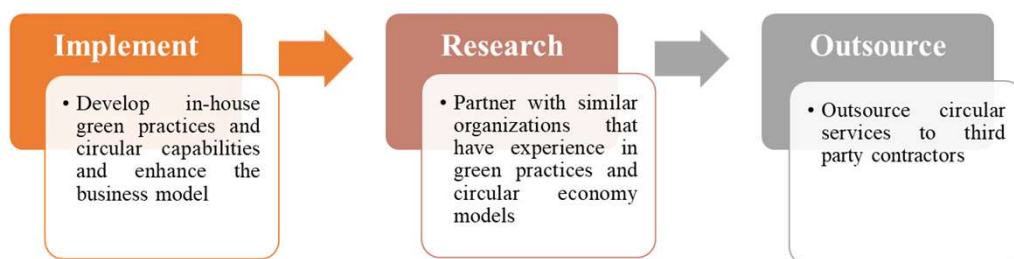 Implement
• Develop in-house
green practices and
circular capabilities
and enhance the
business model
Research
• Partner with similar
organizations that
have experience in
green practices and
circular economy
models
Outsource
• Outsource circular
services to third
party contractors